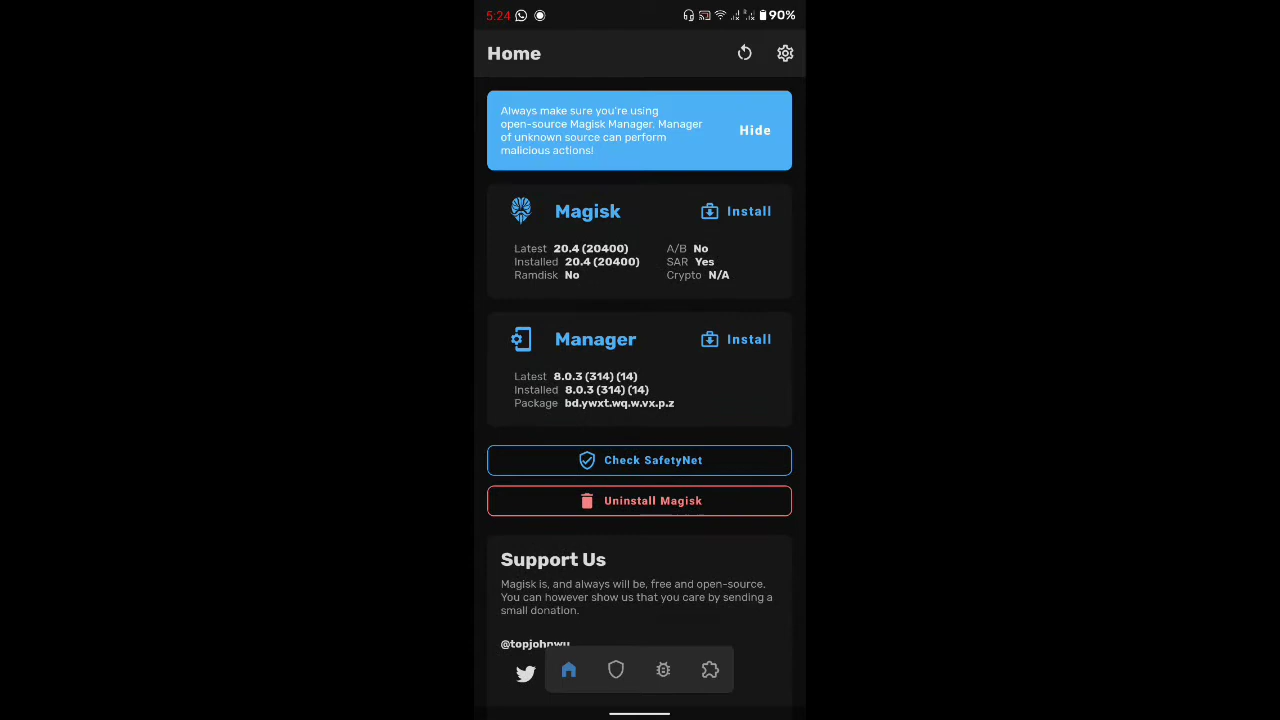 5:24
90%
Home
Always make sure you're using
open-source Magisk Manager. Manager
of unknown source can perform
malicious actions!
Hide
Magisk
Install
Latest 20.4 (20400)
A/B No
Installed 20.4 (20400)
SAR Yes
Ramdisk No
Crypto N/A
Manager
Install
Latest 8.0.3 (314) (14)
Installed 8.0.3 (314) (14)
Package bd.ywxt.wq.w.vx.p.z
Check SafetyNet
Uninstall Magisk
Support Us
Magisk is, and always will be, free and open-source.
You can however show us that you care by sending a
small donation.
@topjohnwu